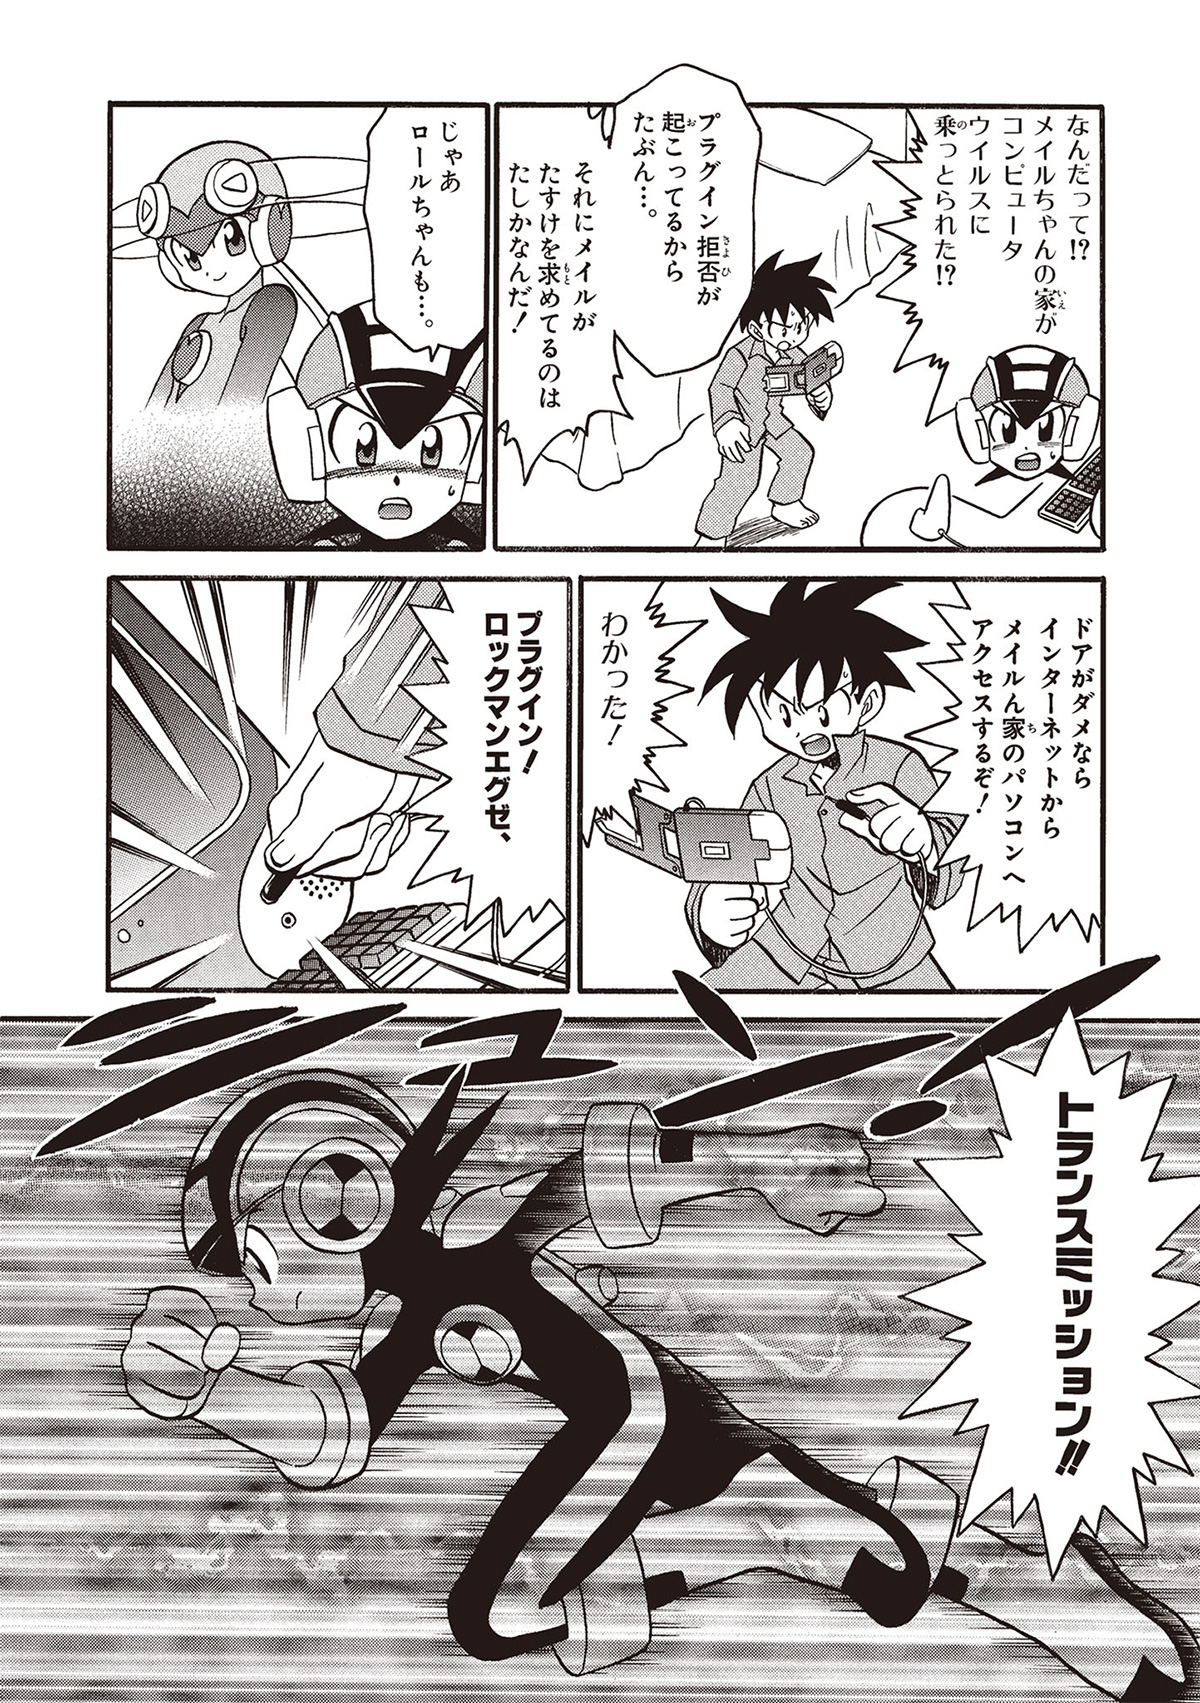 なんだって!?
メイルちゃんの家が
コンピュータ
ウイルスに
乗っとられた!?
プラグイン拒否が
起こってるから
たぶん…。
それにメイルが
たすけを求めてるのは
たしかなんだ!
じゃあ
ロールちゃんも…。
ドアがダメなら
インターネットから
メイルん家のパソコンへ
アクセスするぞ!
わかった!
プラグイン!
ロックマンエグゼ、
トランスミッション!!